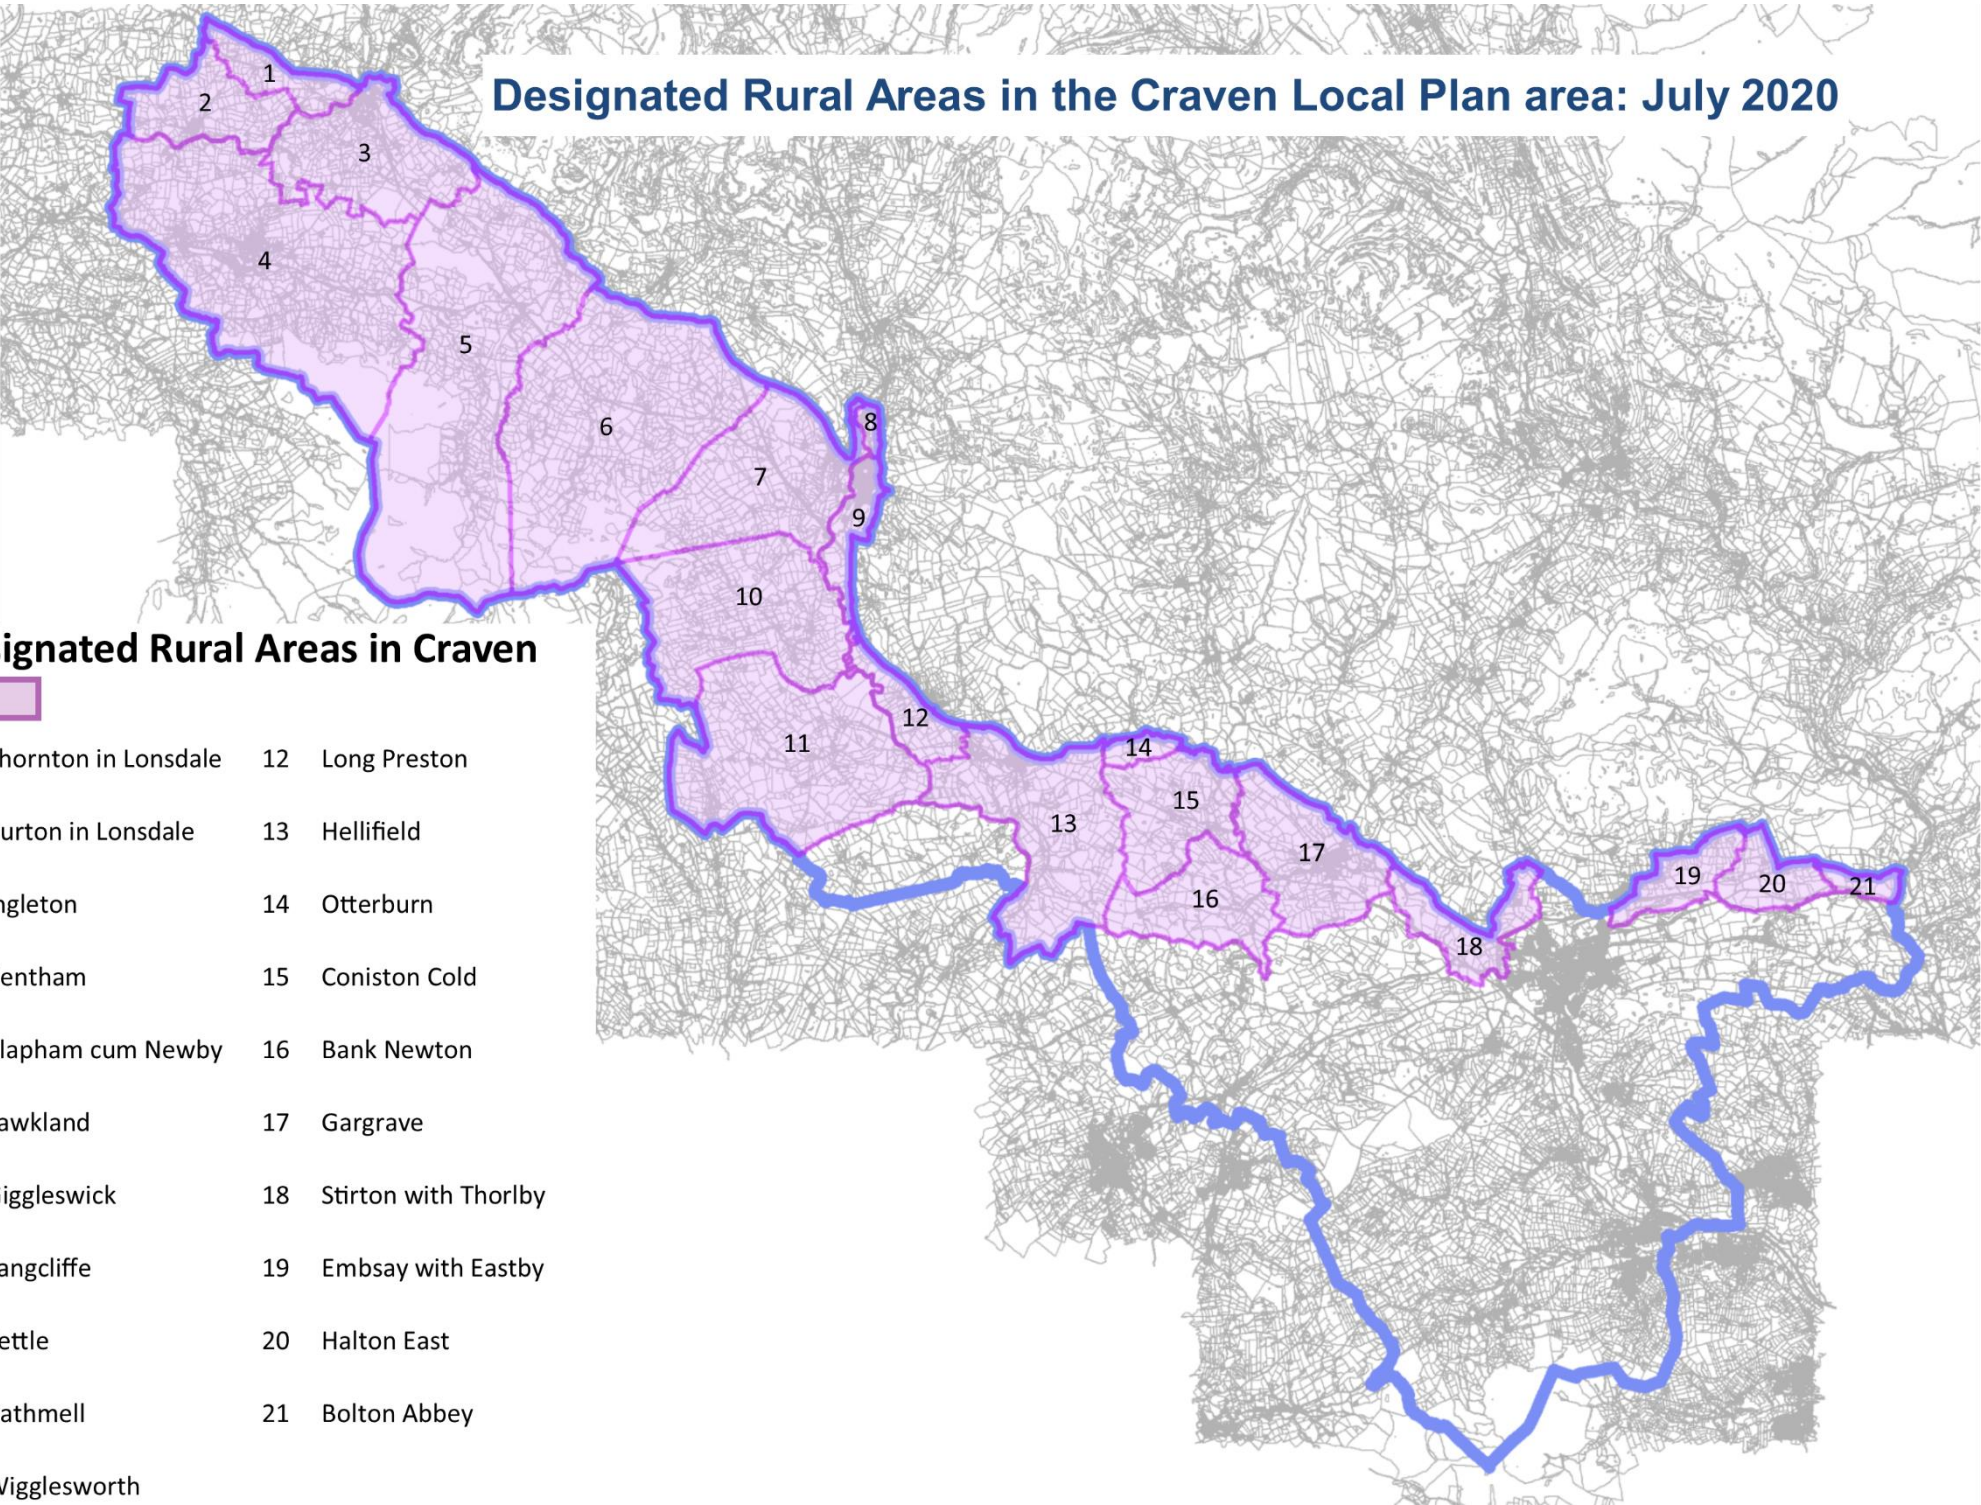 Designated Rural Areas in the Craven Local Plan area: July 2020
1
2
3
4
5
6
7
8
9
10
11
12
13
14
15
16
17
18
19
20
21
ignated Rural Areas in Craven
hornton in Lonsdale 12 Long Preston
urton in Lonsdale 13 Hellifield
ngleton 14 Otterburn
entham 15 Coniston Cold
lapham cum Newby 16 Bank Newton
awkland 17 Gargrave
iggleswick 18 Stirton with Thorlby
angcliffe 19 Embsay with Eastby
ettle 20 Halton East
athmell 21 Bolton Abbey
Wigglesworth